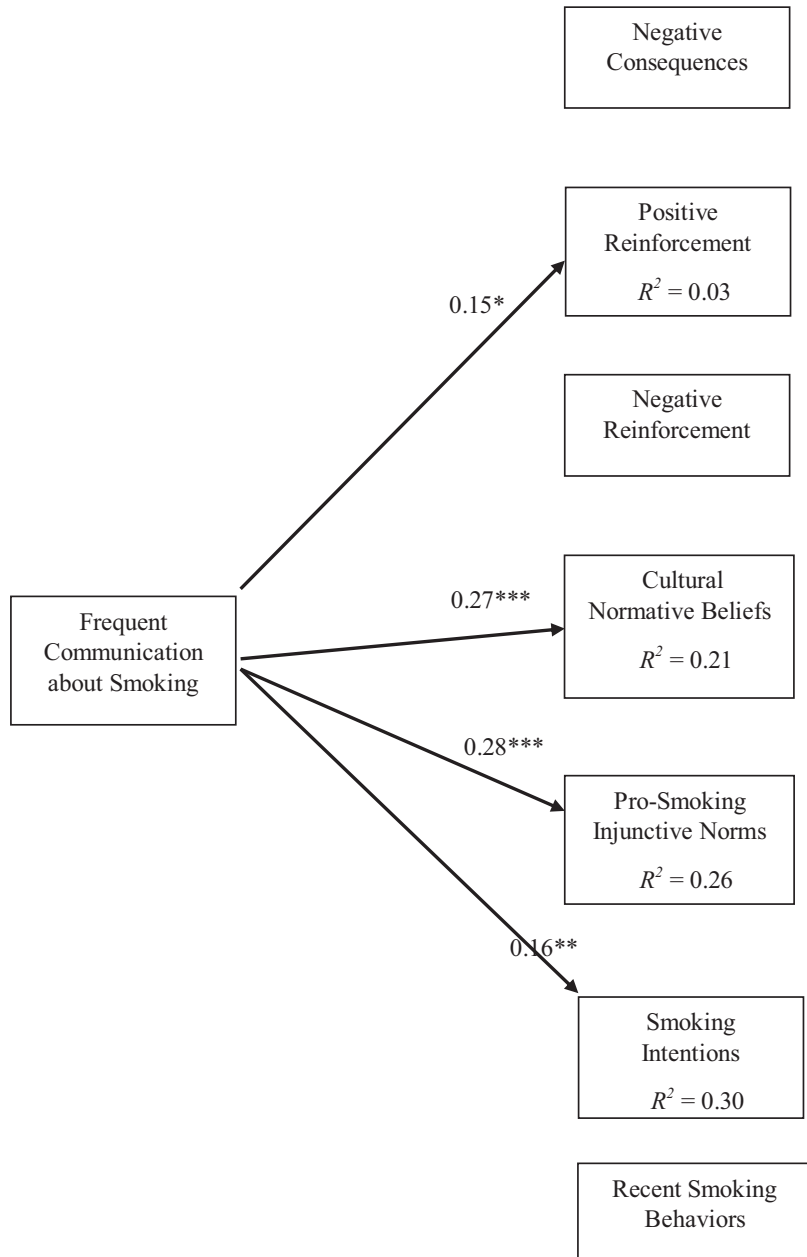 Negative
Consequences
Positive
Reinforcement
R² = 0.03
0.15*
Negative
Reinforcement
Cultural
Normative Beliefs
R² = 0.21
0.27***
Frequent
Communication
about Smoking
0.28***
Pro-Smoking
Injunctive Norms
R² = 0.26
0.16**
Smoking
Intentions
R² = 0.30
Recent Smoking
Behaviors